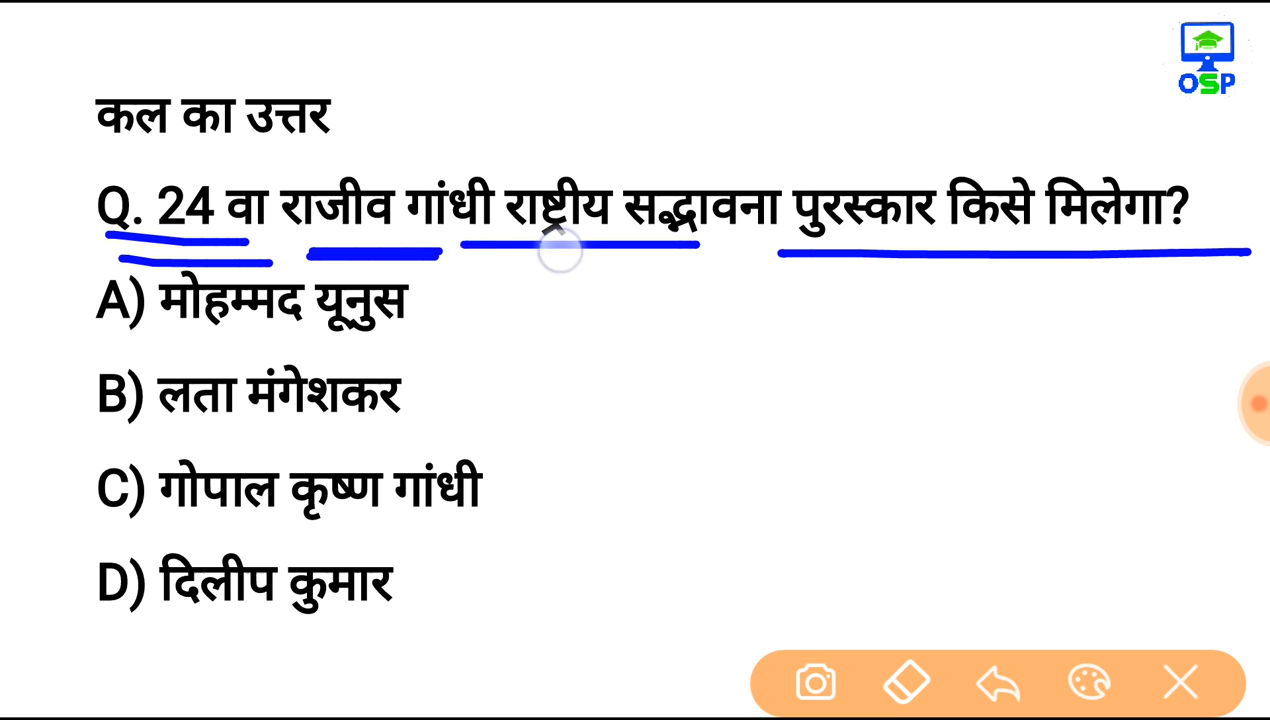 OSP
कल का उत्तर
Q. 24 वा राजीव गांधी राष्ट्रीय सद्भावना पुरस्कार किसे मिलेगा?
A) मोहम्मद यूनुस
B) लता मंगेशकर
C) गोपाल कृष्ण गांधी
D) दिलीप कुमार